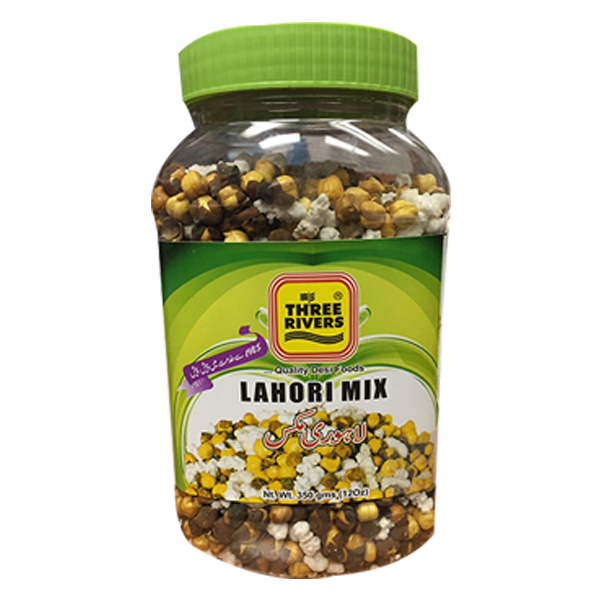 THREE
RIVERS
®
... Quality Desi Foods
LAHORI MIX
لاہوری مکس
Nt. Wt. 350 gms (12Oz)